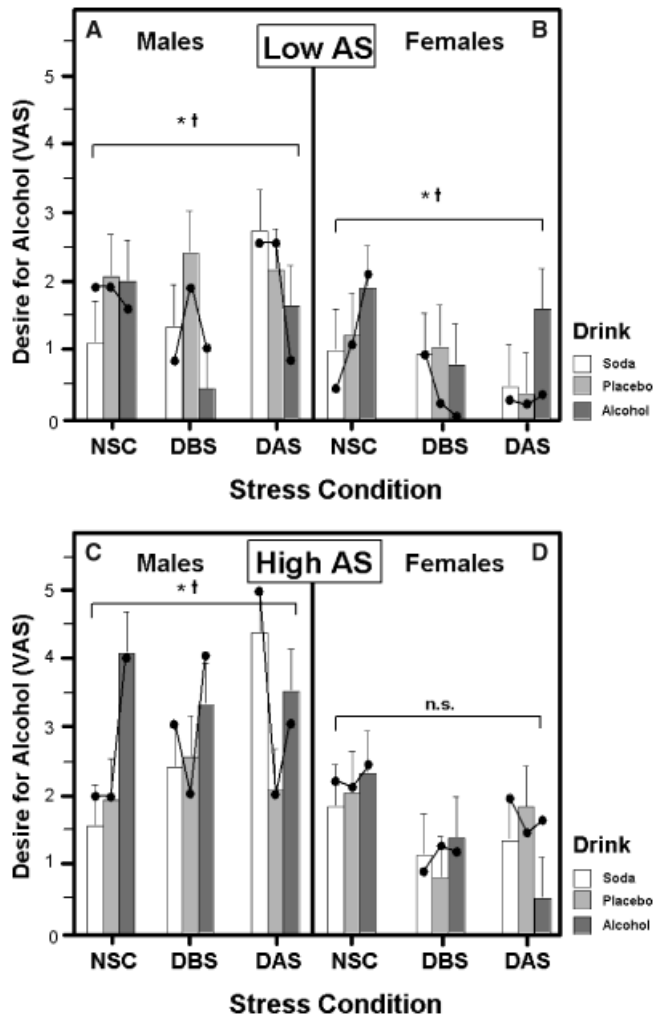 A Males Low AS Females B
Desire for Alcohol (VAS)
5
4
3
2
1
0
* †
* †
NSC DBS DAS NSC DBS DAS
Stress Condition
Drink
Soda
Placebo
Alcohol
C Males High AS Females D
Desire for Alcohol (VAS)
5
4
3
2
1
0
* †
n.s.
NSC DBS DAS NSC DBS DAS
Stress Condition
Drink
Soda
Placebo
Alcohol